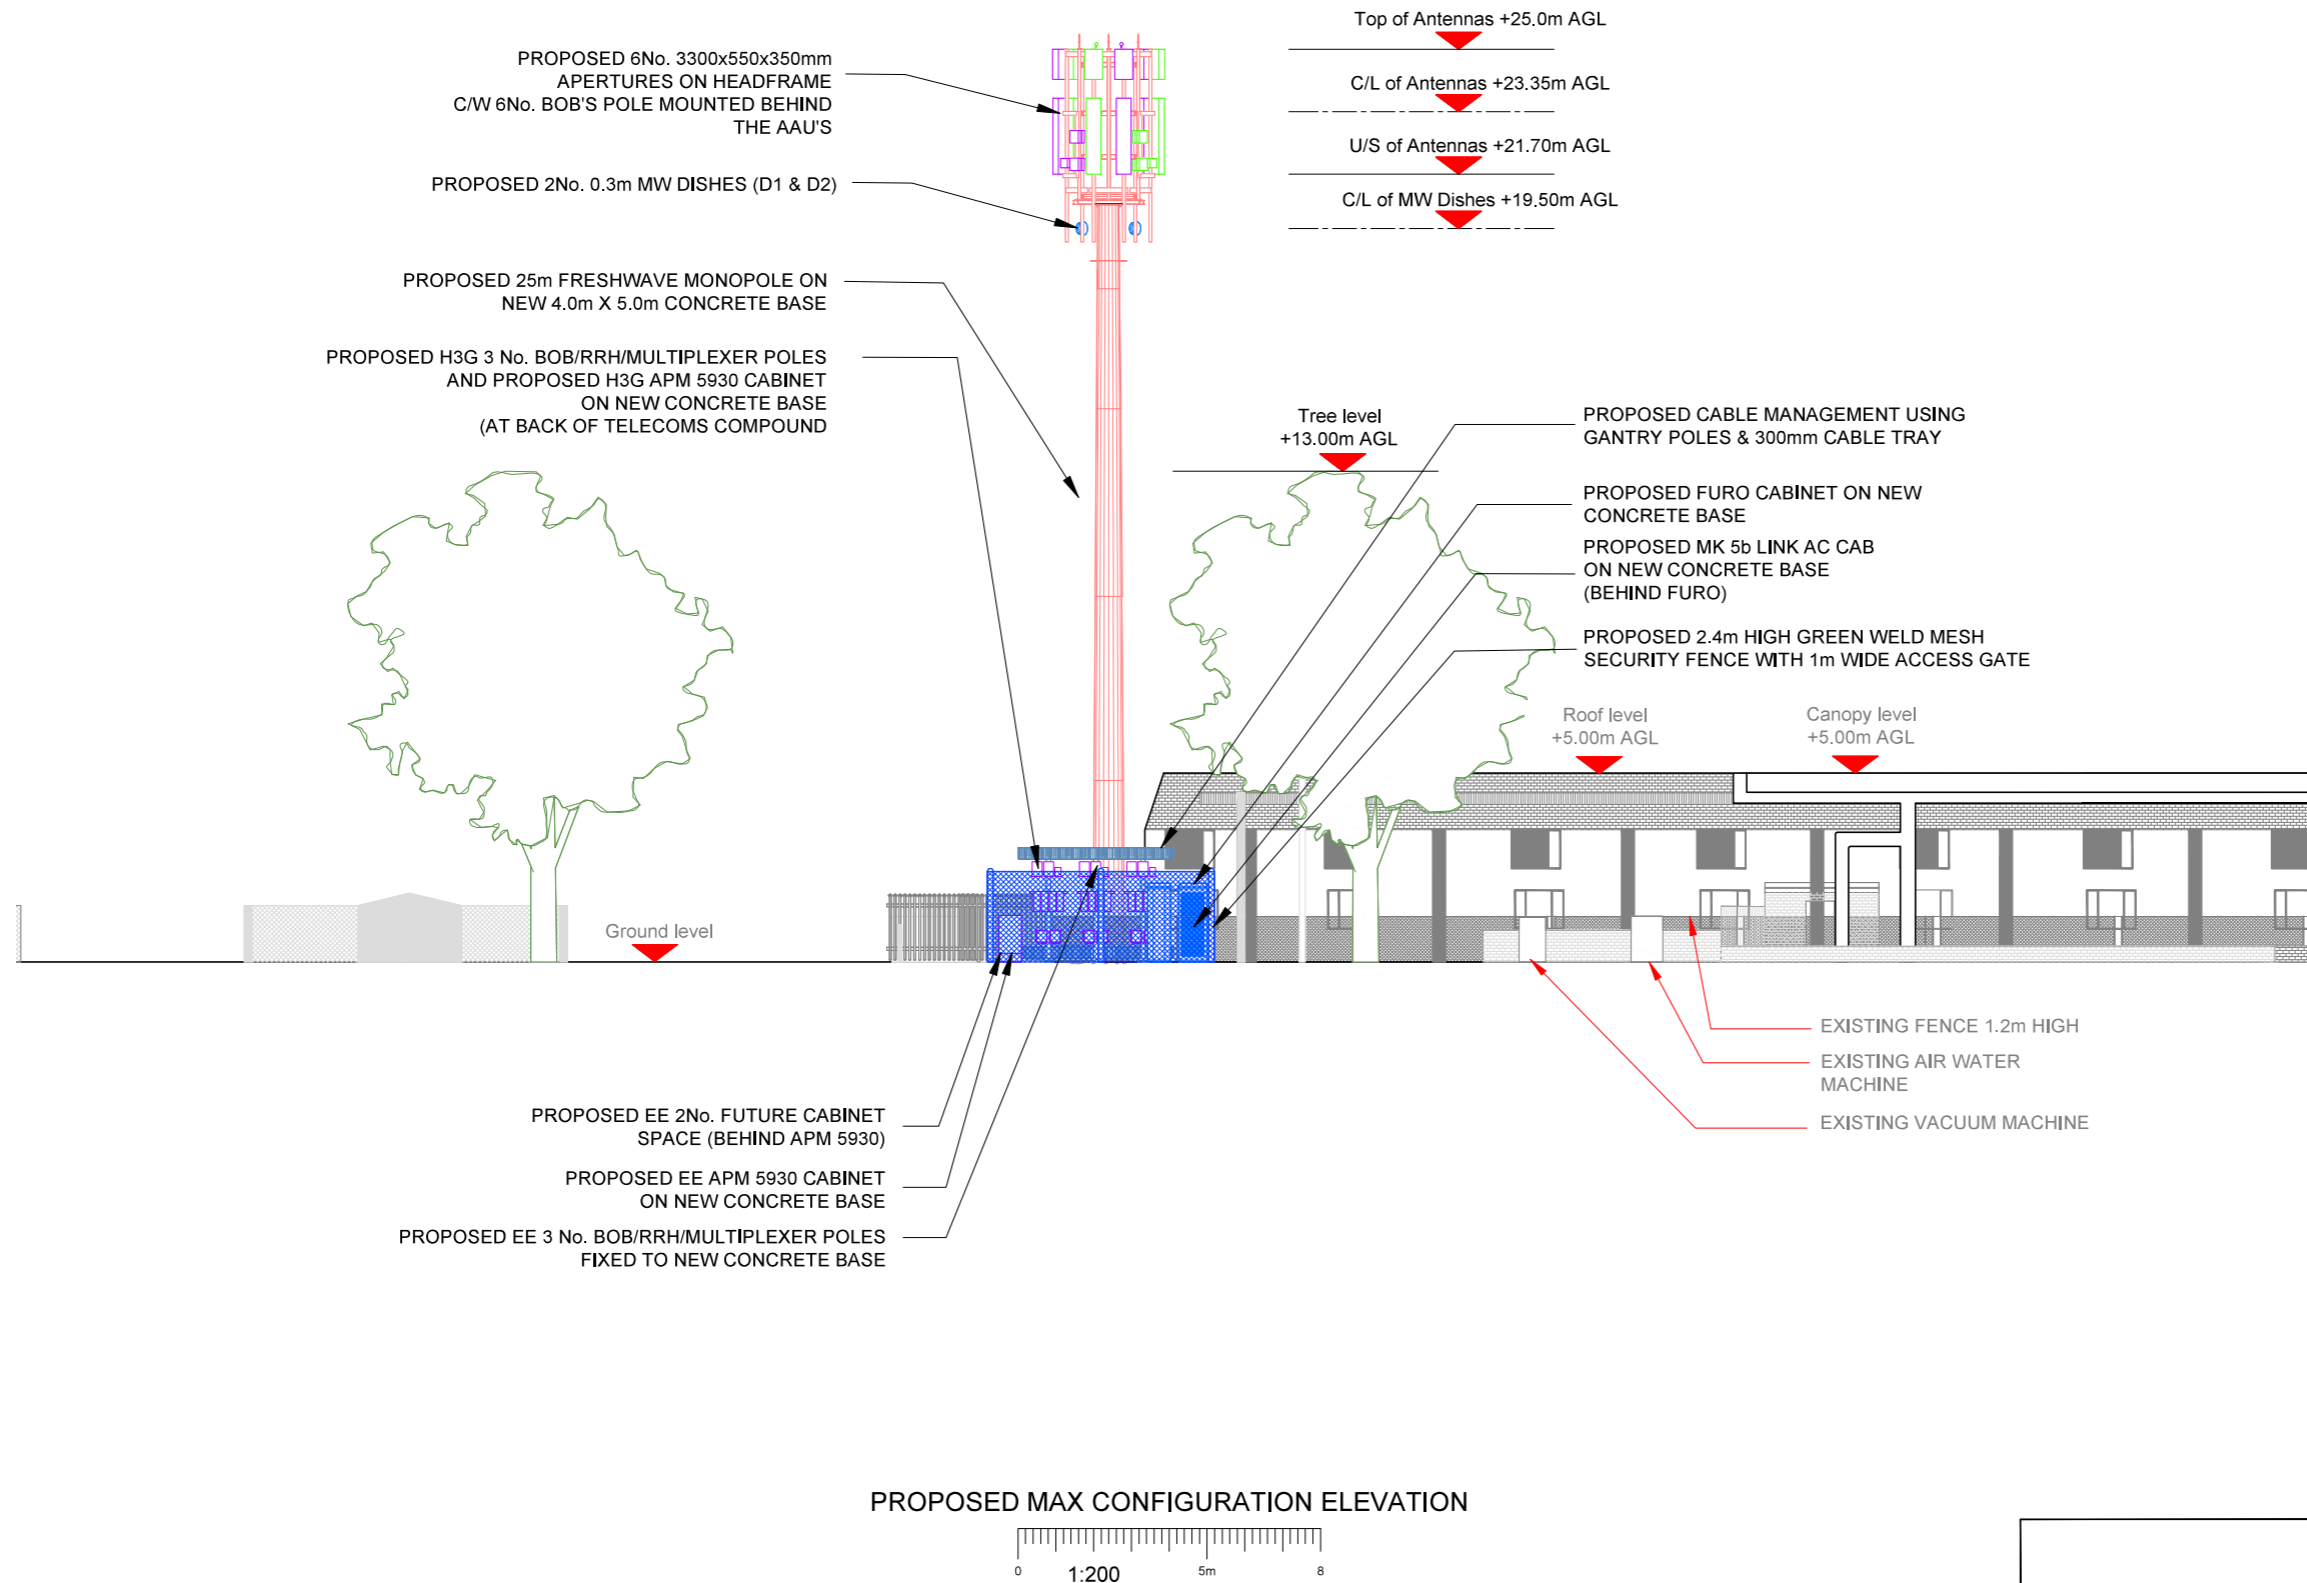 Top of Antennas +25.0m AGL
PROPOSED 6No. 3300x550x350mm
APERTURES ON HEADFRAME
C/W 6No. BOB'S POLE MOUNTED BEHIND
THE AAU'S
C/L of Antennas +23.35m AGL
U/S of Antennas +21.70m AGL
PROPOSED 2No. 0.3m MW DISHES (D1 & D2)
C/L of MW Dishes +19.50m AGL
PROPOSED 25m FRESHWAVE MONOPOLE ON
NEW 4.0m X 5.0m CONCRETE BASE
PROPOSED H3G 3 No. BOB/RRH/MULTIPLEXER POLES
AND PROPOSED H3G APM 5930 CABINET
ON NEW CONCRETE BASE
(AT BACK OF TELECOMS COMPOUND
Tree level
+13.00m AGL
PROPOSED CABLE MANAGEMENT USING
GANTRY POLES & 300mm CABLE TRAY
PROPOSED FURO CABINET ON NEW
CONCRETE BASE
PROPOSED MK 5b LINK AC CAB
ON NEW CONCRETE BASE
(BEHIND FURO)
PROPOSED 2.4m HIGH GREEN WELD MESH
SECURITY FENCE WITH 1m WIDE ACCESS GATE
Roof level
+5.00m AGL
Canopy level
+5.00m AGL
Ground level
EXISTING FENCE 1.2m HIGH
EXISTING AIR WATER
MACHINE
EXISTING VACUUM MACHINE
PROPOSED EE 2No. FUTURE CABINET
SPACE (BEHIND APM 5930)
PROPOSED EE APM 5930 CABINET
ON NEW CONCRETE BASE
PROPOSED EE 3 No. BOB/RRH/MULTIPLEXER POLES
FIXED TO NEW CONCRETE BASE
PROPOSED MAX CONFIGURATION ELEVATION
0 1:200 5m 8